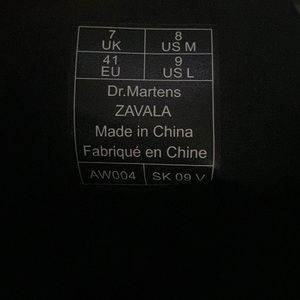 7 8
UK US M
41 9
EU US L
Dr.Martens
ZAVALA
Made in China
Fabriqué en Chine
AW004 SK 09 V